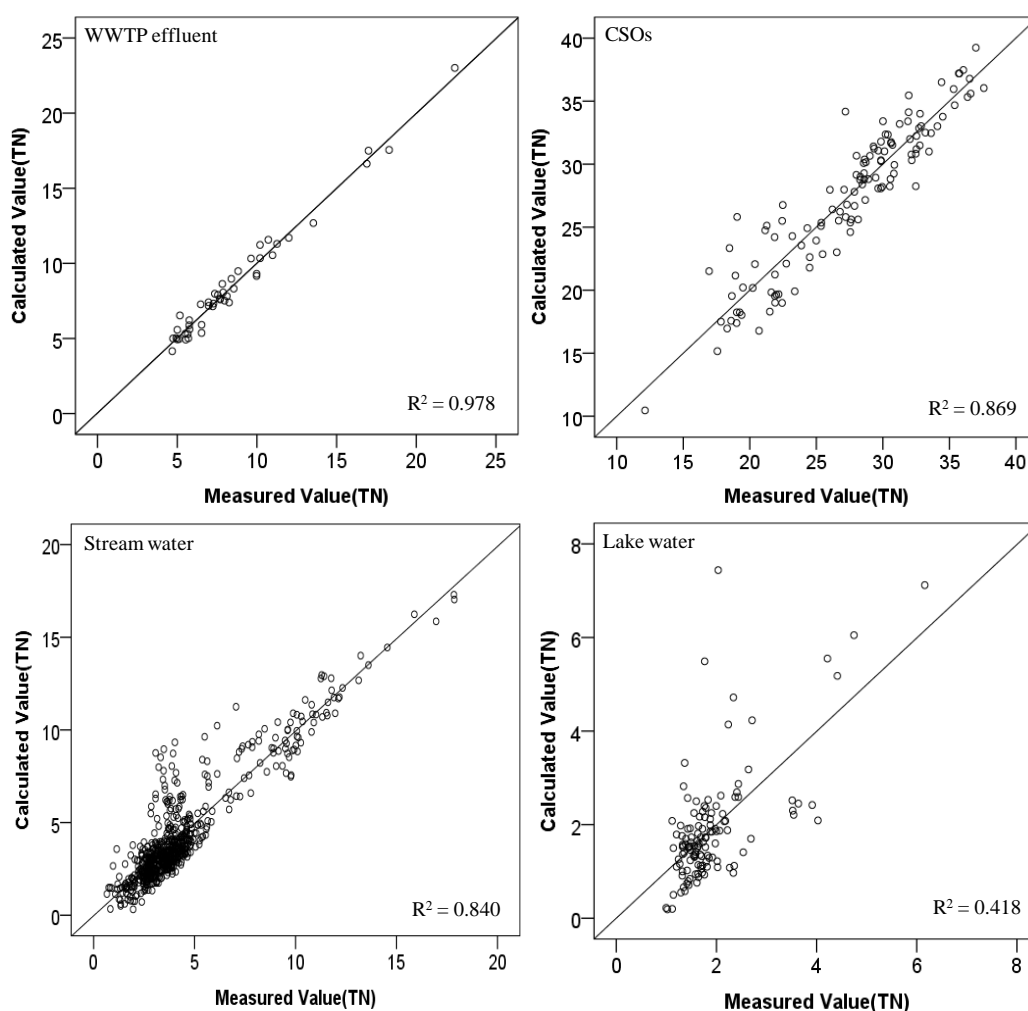 WWTP effluent
25
20
15
10
5
0
Calculated Value(TN)
R² = 0.978
0 5 10 15 20 25
Measured Value(TN)
CSOs
40
35
30
25
20
15
10
Calculated Value(TN)
R² = 0.869
10 15 20 25 30 35 40
Measured Value(TN)
Stream water
20
15
10
5
0
Calculated Value(TN)
R² = 0.840
0 5 10 15 20
Measured Value(TN)
Lake water
8
6
4
2
0
Calculated Value(TN)
R² = 0.418
0 2 4 6 8
Measured Value(TN)